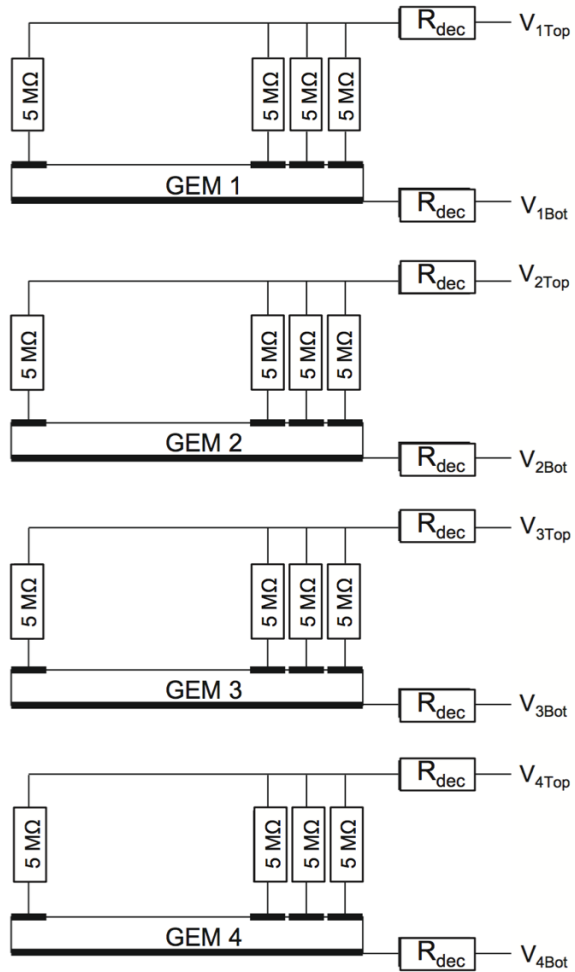 R_dec V_1Top
5 MΩ 5 MΩ 5 MΩ 5 MΩ
GEM 1
R_dec V_1Bot
R_dec V_2Top
5 MΩ 5 MΩ 5 MΩ 5 MΩ
GEM 2
R_dec V_2Bot
R_dec V_3Top
5 MΩ 5 MΩ 5 MΩ 5 MΩ
GEM 3
R_dec V_3Bot
R_dec V_4Top
5 MΩ 5 MΩ 5 MΩ 5 MΩ
GEM 4
R_dec V_4Bot